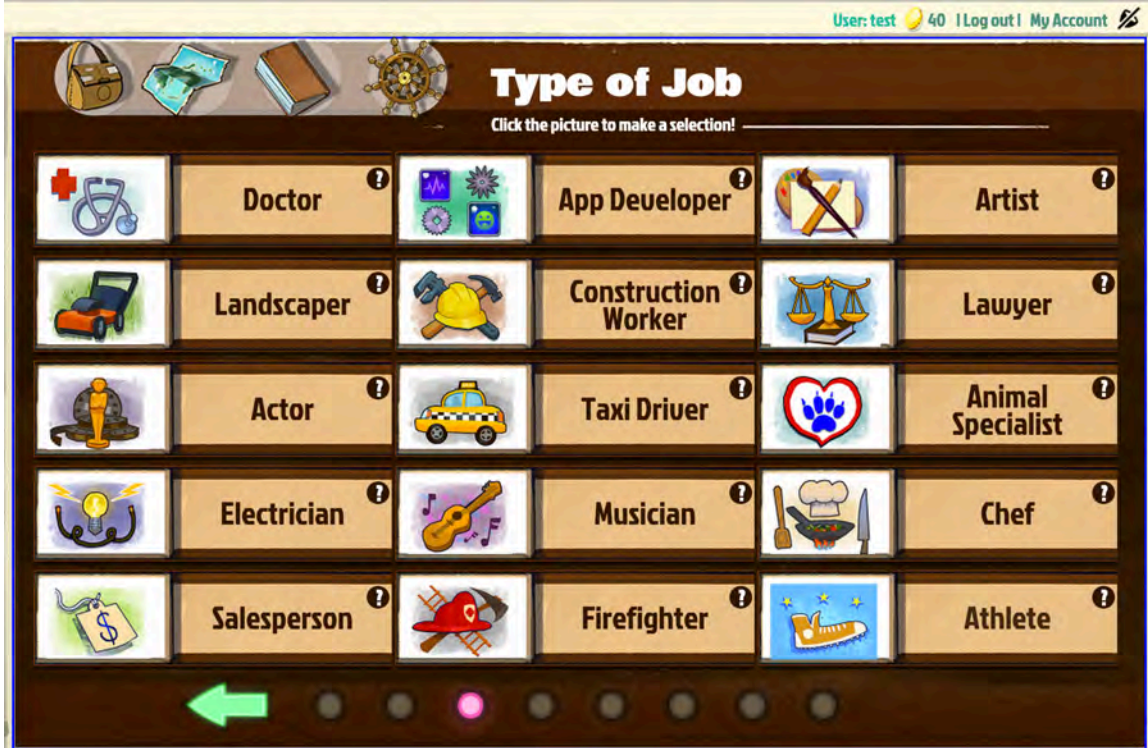 User: test 40 | Log out | My Account
Type of Job
Click the picture to make a selection!
Doctor ?
App Developer ?
Artist ?
Landscaper ?
Construction ?
Worker
Lawyer ?
Actor ?
Taxi Driver ?
Animal ?
Specialist
Electrician ?
Musician ?
Chef ?
Salesperson ?
$
Firefighter ?
Athlete ?